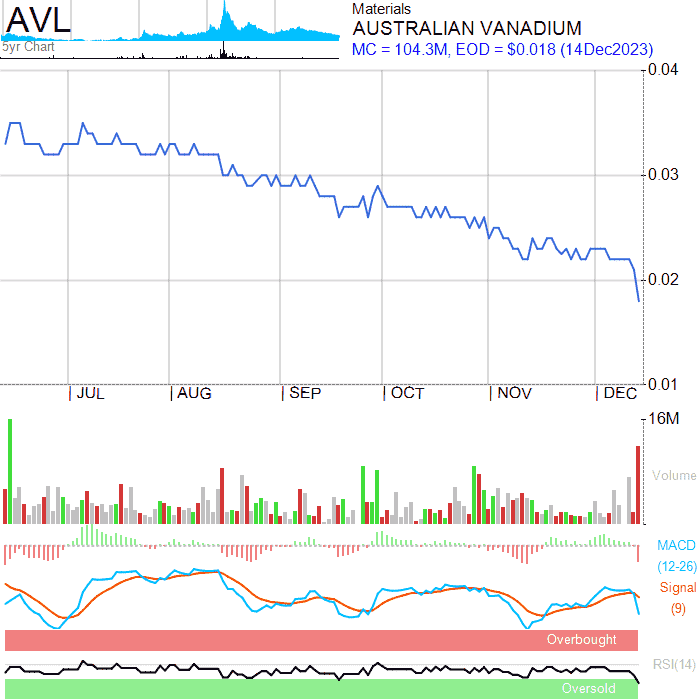 AVL
5yr Chart
Materials
AUSTRALIAN VANADIUM
MC = 104.3M, EOD = $0.018 (14Dec2023)
0.04
0.03
0.02
0.01
JUL AUG SEP OCT NOV DEC
16M
Volume
MACD
(12-26)
Signal
(9)
Overbought
RSI(14)
Oversold